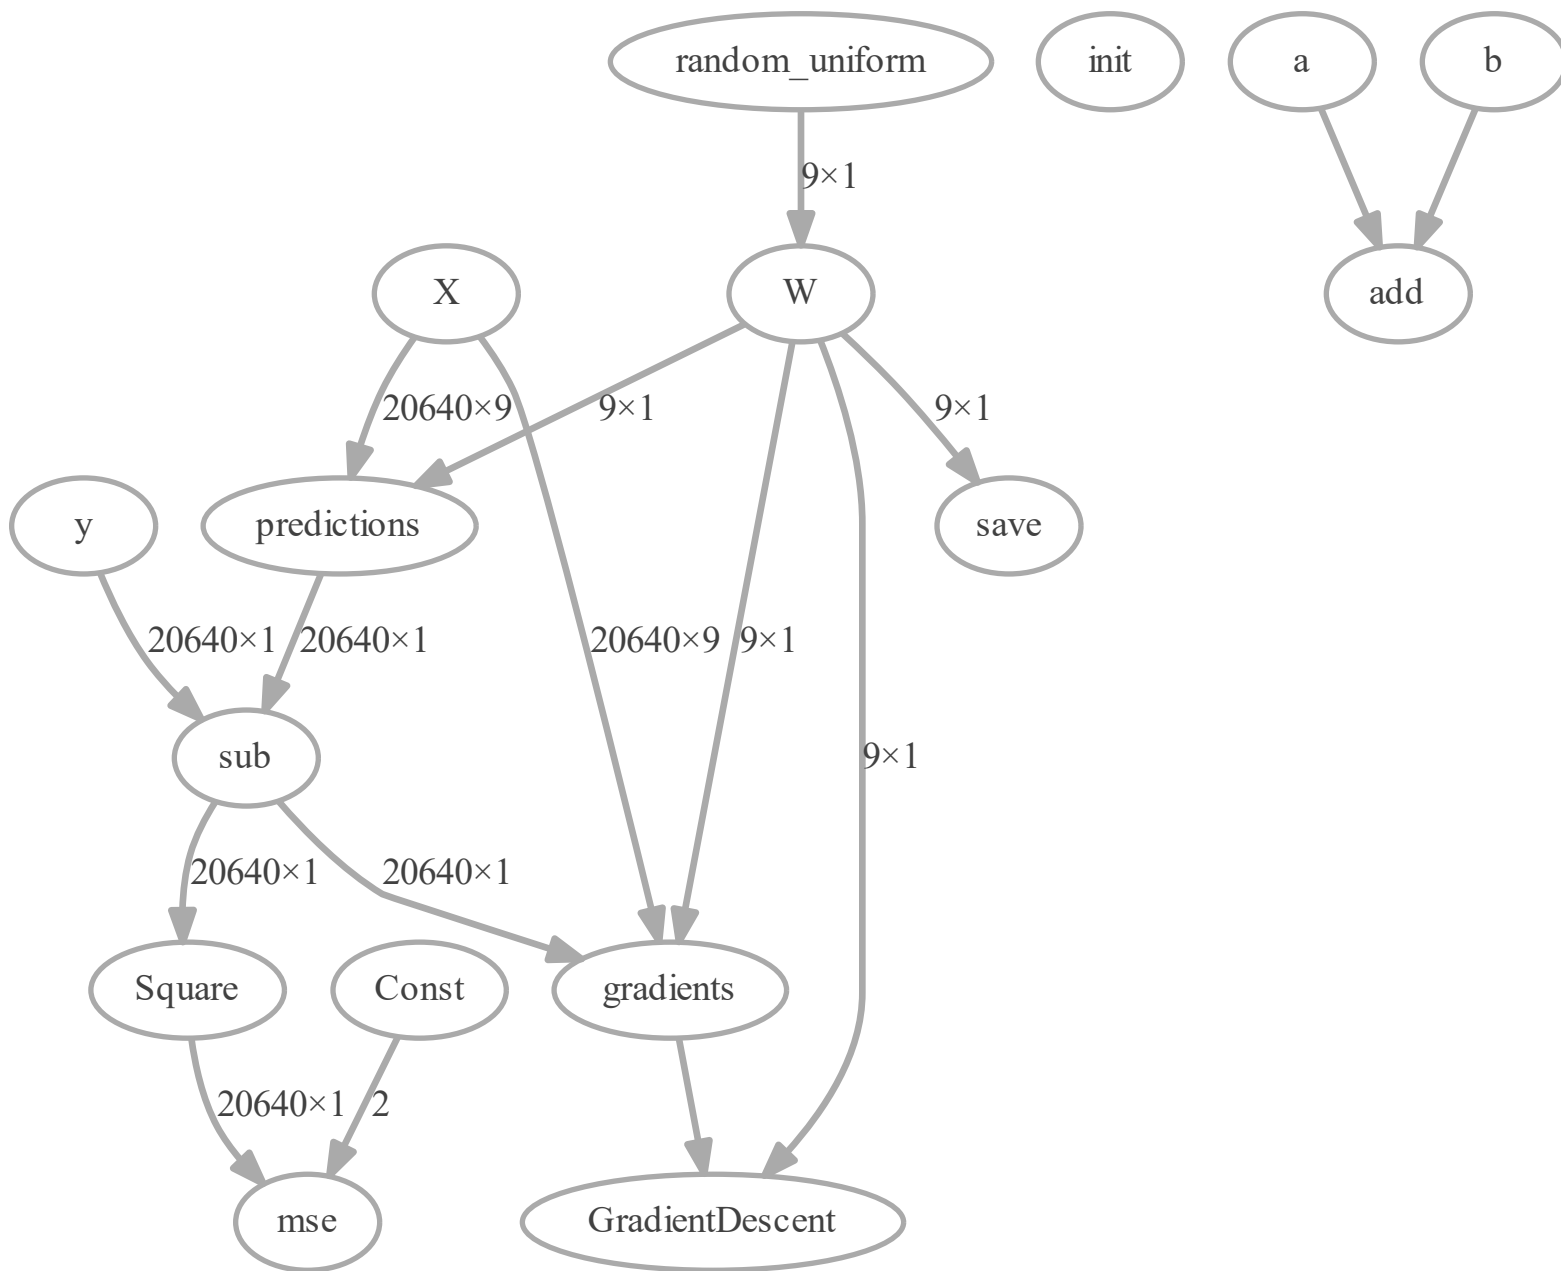 random_uniform
init
a
b
9×1
X
W
add
20640×9
9×1
9×1
y
predictions
save
20640×1
20640×1
20640×9
9×1
sub
9×1
20640×1
20640×1
Square
Const
gradients
20640×1
2
mse
GradientDescent